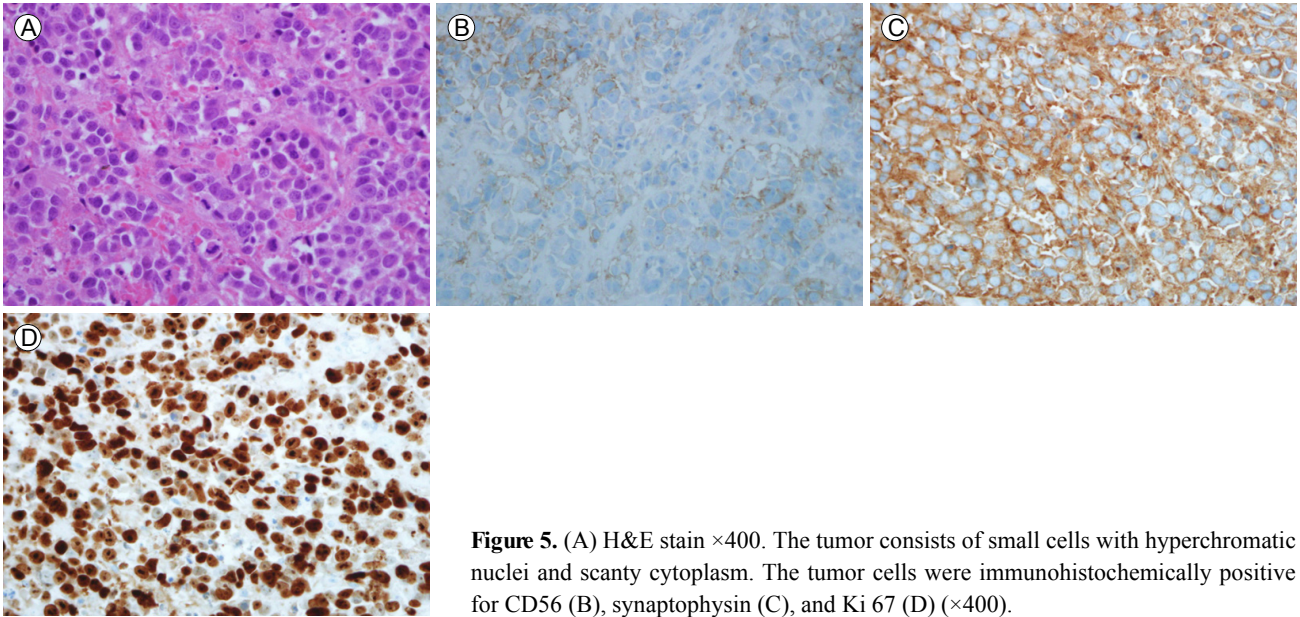 A
B
C
D
Figure 5. (A) H&E stain ×400. The tumor consists of small cells with hyperchromatic
nuclei and scanty cytoplasm. The tumor cells were immunohistochemically positive
for CD56 (B), synaptophysin (C), and Ki 67 (D) (×400).